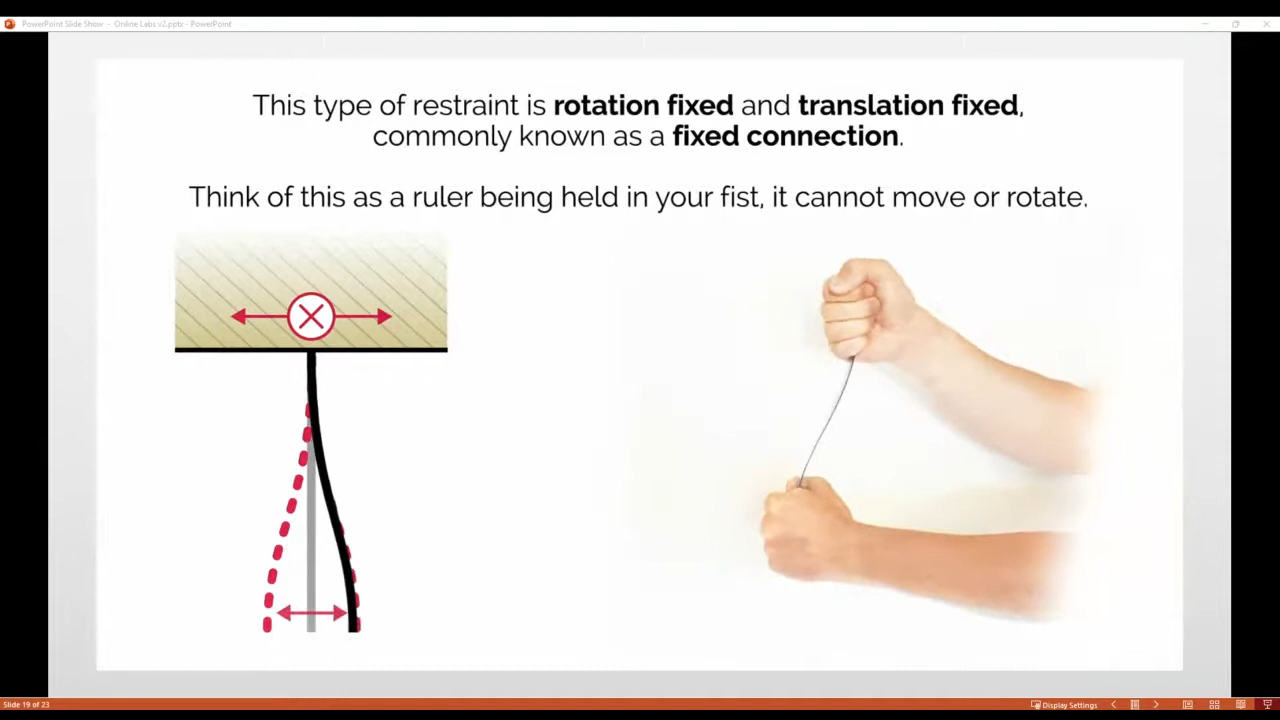 PowerPoint Slide Show - Online Labs v2.pptx - PowerPoint
This type of restraint is rotation fixed and translation fixed,
commonly known as a fixed connection.
Think of this as a ruler being held in your fist, it cannot move or rotate.
Slide 19 of 23
Display Settings